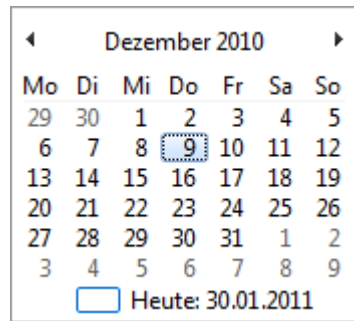 Dezember 2010
Mo Di Mi Do Fr Sa So
29 30 1 2 3 4 5
6 7 8 9 10 11 12
13 14 15 16 17 18 19
20 21 22 23 24 25 26
27 28 29 30 31 1 2
3 4 5 6 7 8 9
Heute: 30.01.2011